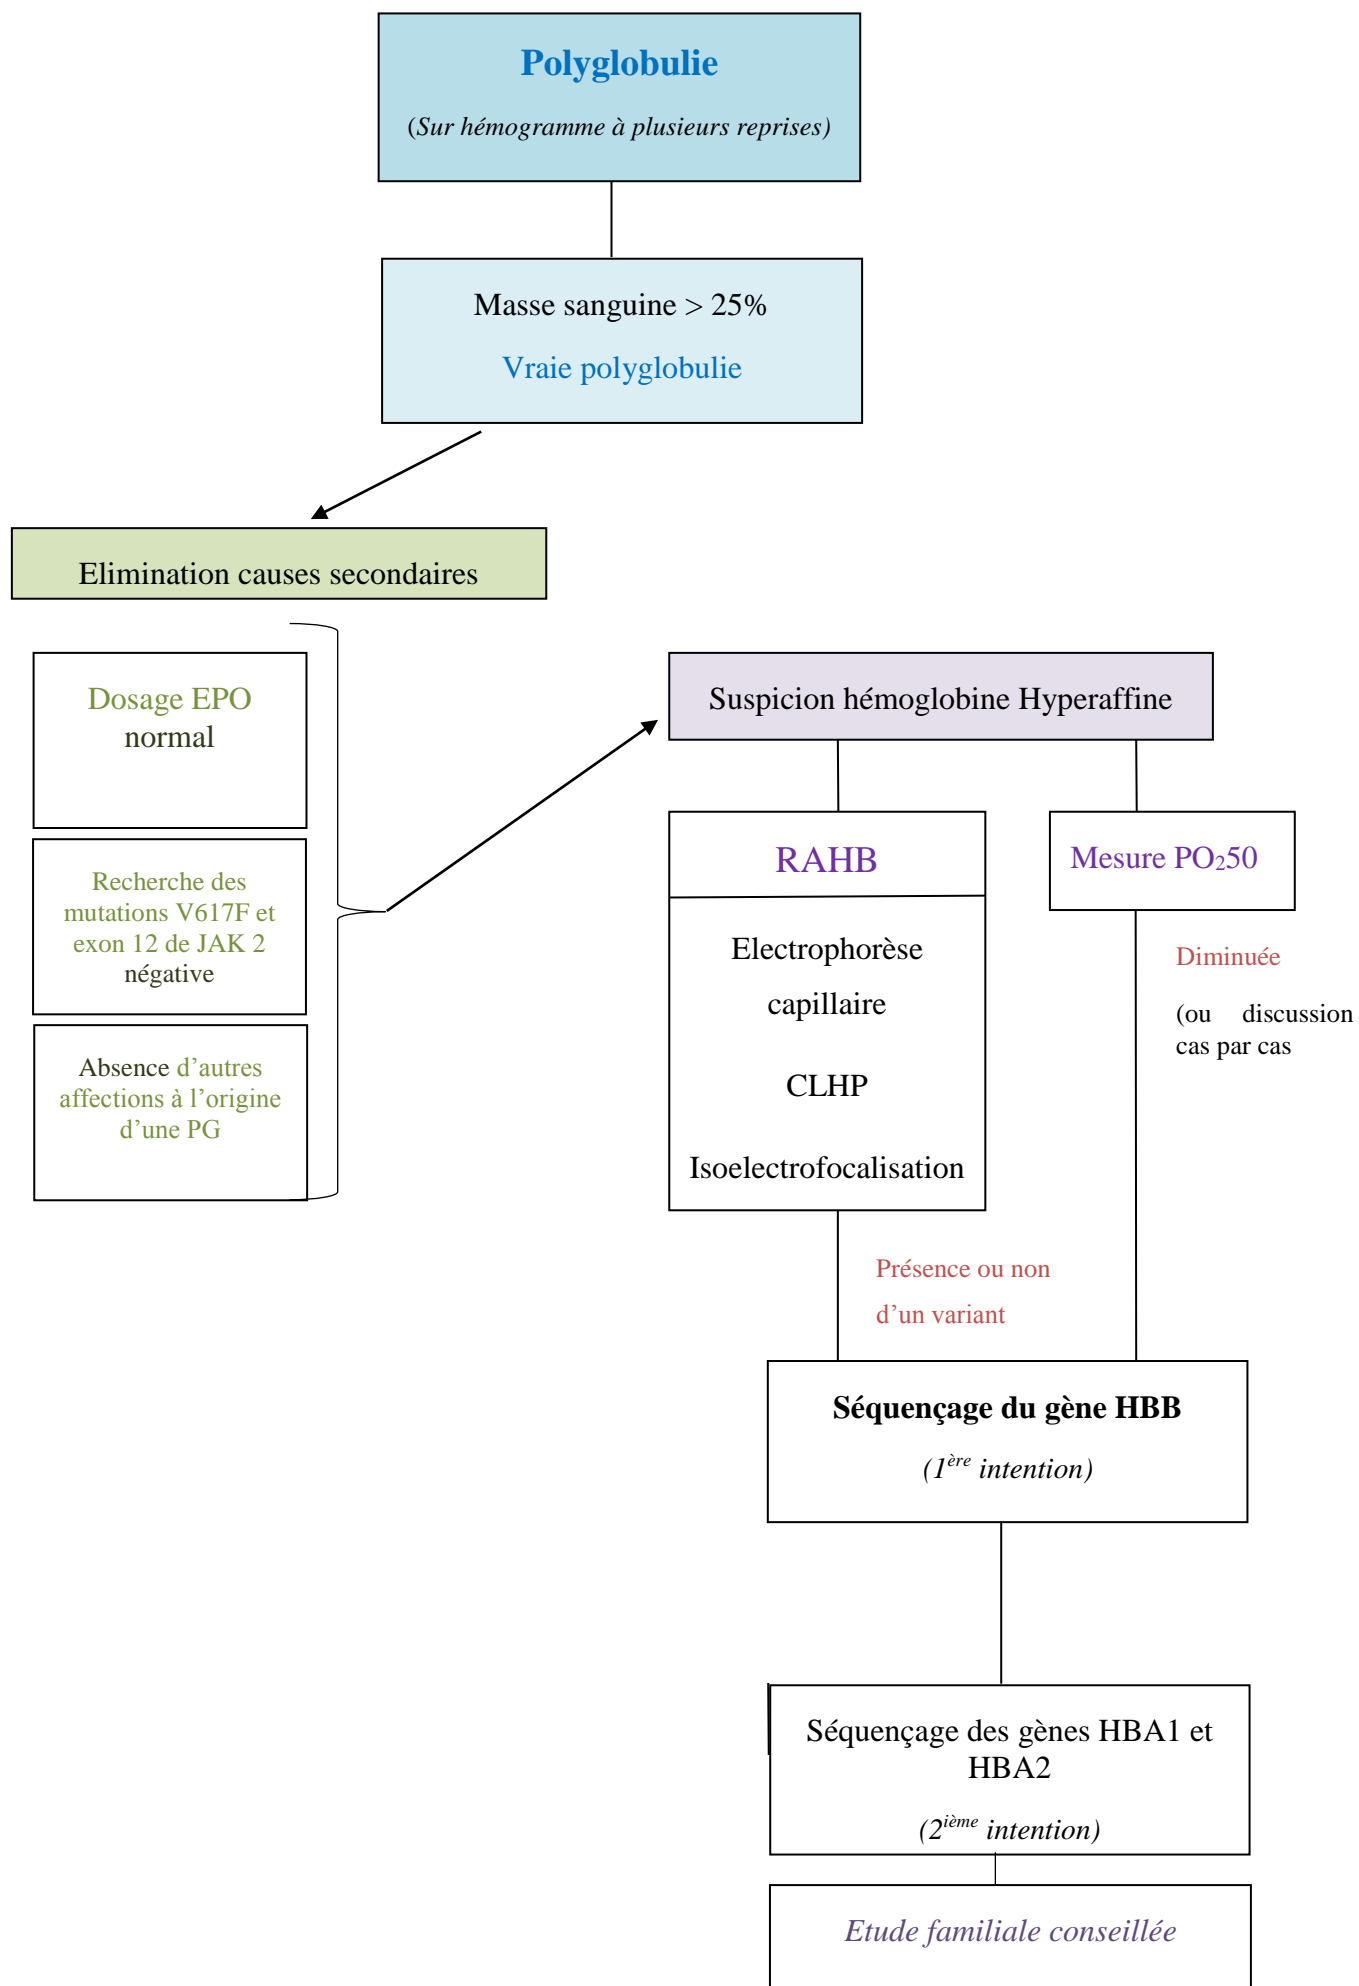 Polyglobulie
(Sur hémogramme à plusieurs reprises)
Masse sanguine > 25%
Vraie polyglobulie
Elimination causes secondaires
Dosage EPO
normal
Recherche des
mutations V617F et
exon 12 de JAK 2
négative
Absence d’autres
affections à l’origine
d’une PG
Suspicion hémoglobine Hyperaffine
RAHB
Electrophorèse
capillaire
CLHP
Isoelectrofocalisation
Mesure PO₂50
Diminuée
(ou discussion
cas par cas
Présence ou non
d’un variant
Séquençage du gène HBB
(1ère intention)
Séquençage des gènes HBA1 et
HBA2
(2ième intention)
Etude familiale conseillée